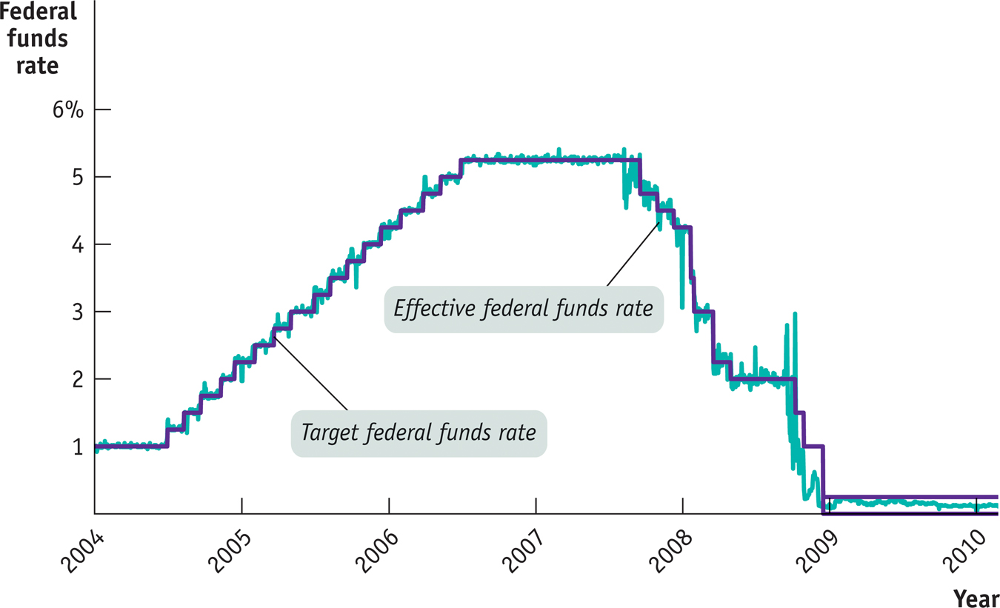 Federal
funds
rate
6%
5
4
3
2
1
Effective federal funds rate
Target federal funds rate
2004
2005
2006
2007
2008
2009
2010
Year